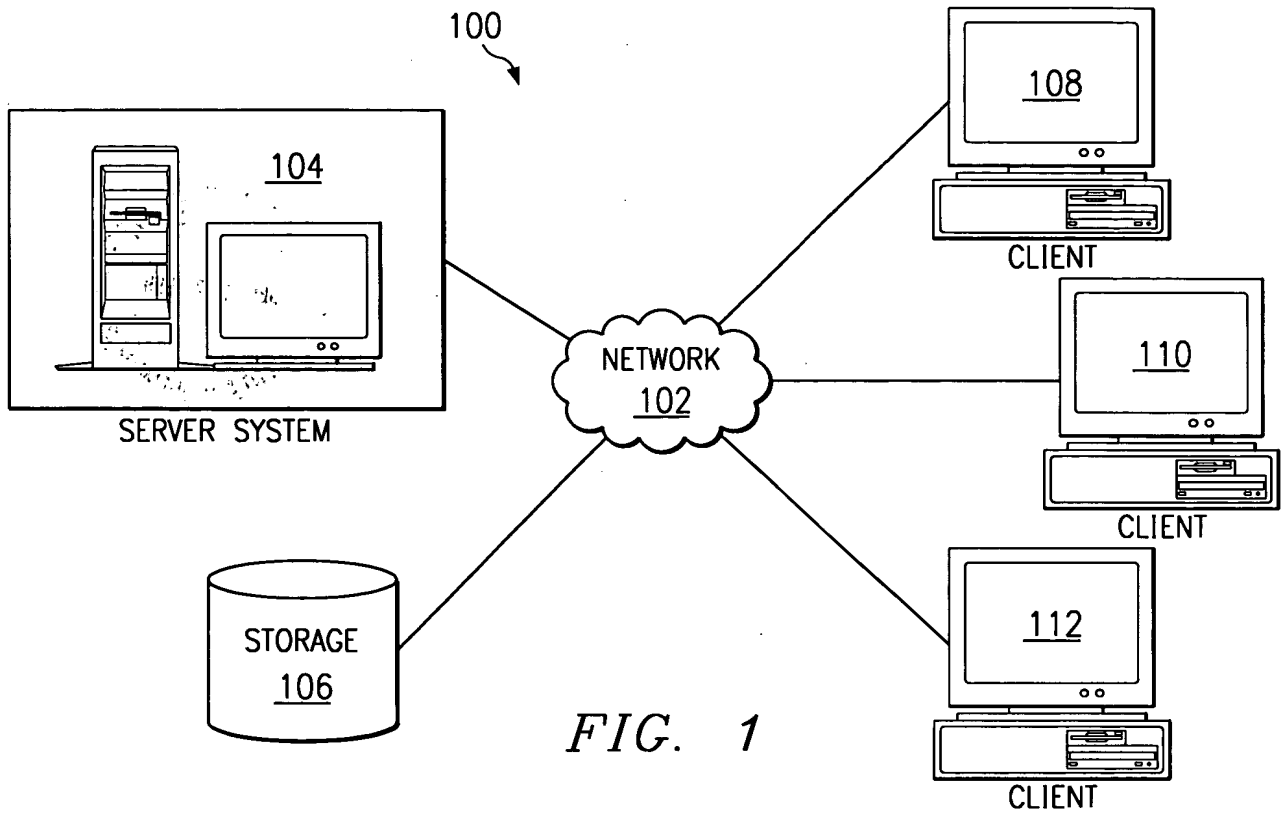 100
104
SERVER SYSTEM
108
CLIENT
NETWORK
102
110
CLIENT
STORAGE
106
112
CLIENT
FIG. 1